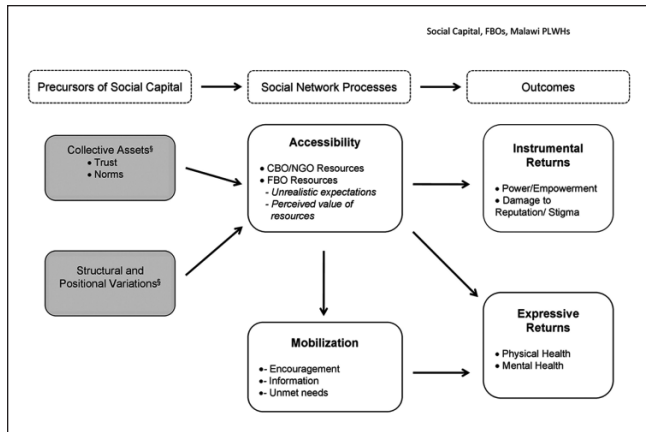 Social Capital, FBOs, Malawi PLWHs
Precursors of Social Capital
Social Network Processes
Outcomes
Collective Assets§
• Trust
• Norms
Structural and
Positional Variations§
Accessibility
• CBO/NGO Resources
• FBO Resources
- Unrealistic expectations
- Perceived value of
resources
Mobilization
•- Encouragement
•- Information
•- Unmet needs
Instrumental
Returns
• Power/Empowerment
• Damage to
Reputation/ Stigma
Expressive
Returns
• Physical Health
• Mental Health